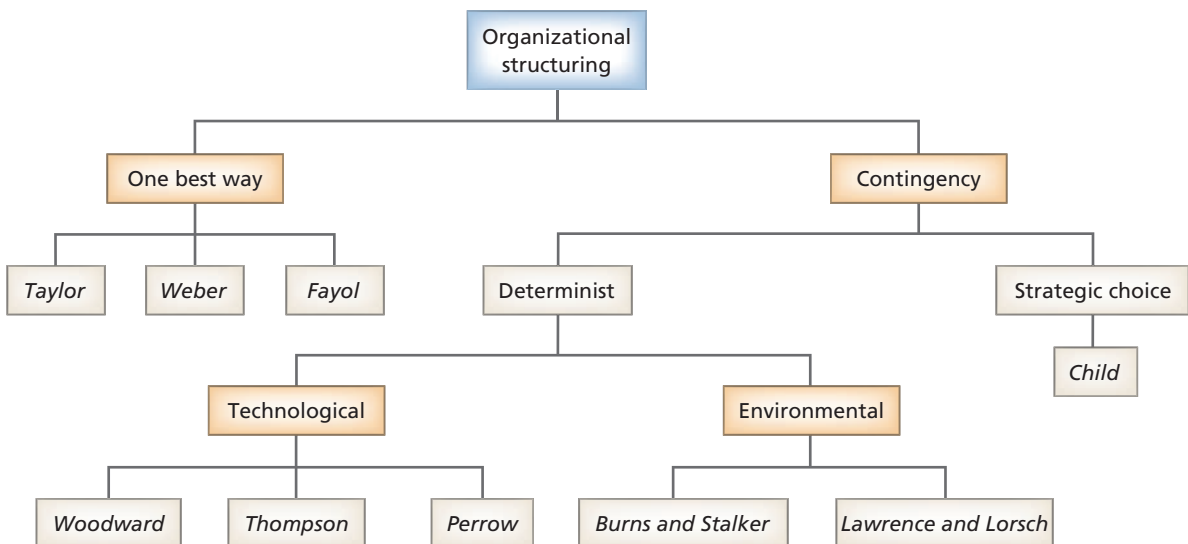 Organizational
structuring
One best way
Contingency
Taylor
Weber
Fayol
Determinist
Strategic choice
Child
Technological
Environmental
Woodward
Thompson
Perrow
Burns and Stalker
Lawrence and Lorsch